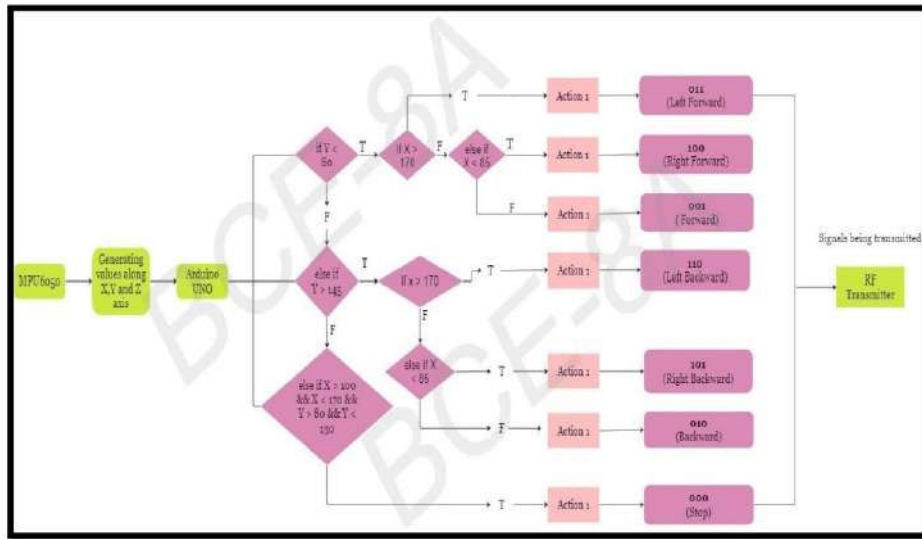 BCE-8A
BCE-8A
MPU6050
Generating
values along
X,Y and Z
axis
Arduino
UNO
if Y <
80
T
F
if X >
170
T
F
else if
X < 85
T
F
else if
Y > 145
T
F
if x > 170
T
F
else if X
< 85
T
F
else if X > 100
&& X < 170 &&
Y > 80 && Y <
130
T
Action 1
011
(Left Forward)
Action 1
100
(Right Forward)
Action 1
001
( Forward)
Action 1
110
(Left Backward)
Action 1
101
(Right Backward)
Action 1
010
(Backward)
Action 1
000
(Stop)
Signals being transmitted
RF
Transmitter